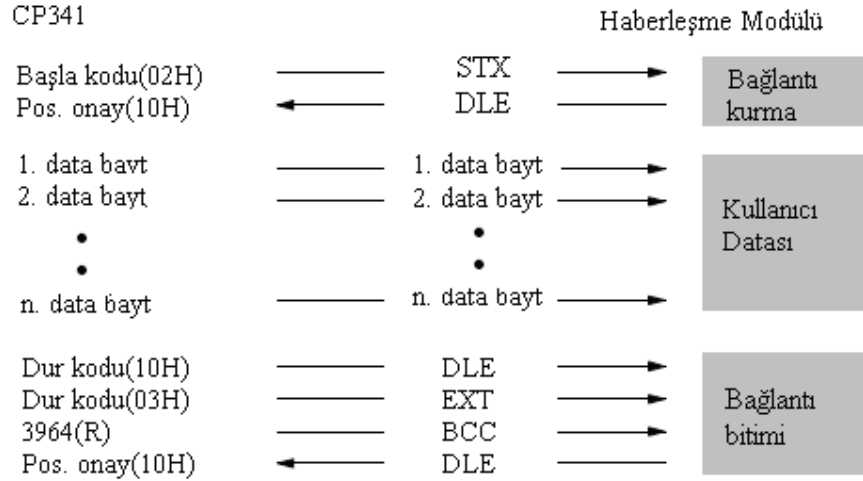 CP341
Haberleşme Modülü
Başla kodu(02H) STX
Pos. onay(10H) DLE
Bağlantı
kurma
1. data bavt 1. data bayt
2. data bayt 2. data bayt
n. data bayt n. data bayt
Kullanıcı
Datası
Dur kodu(10H) DLE
Dur kodu(03H) EXT
3964(R) BCC
Pos. onay(10H) DLE
Bağlantı
bitimi